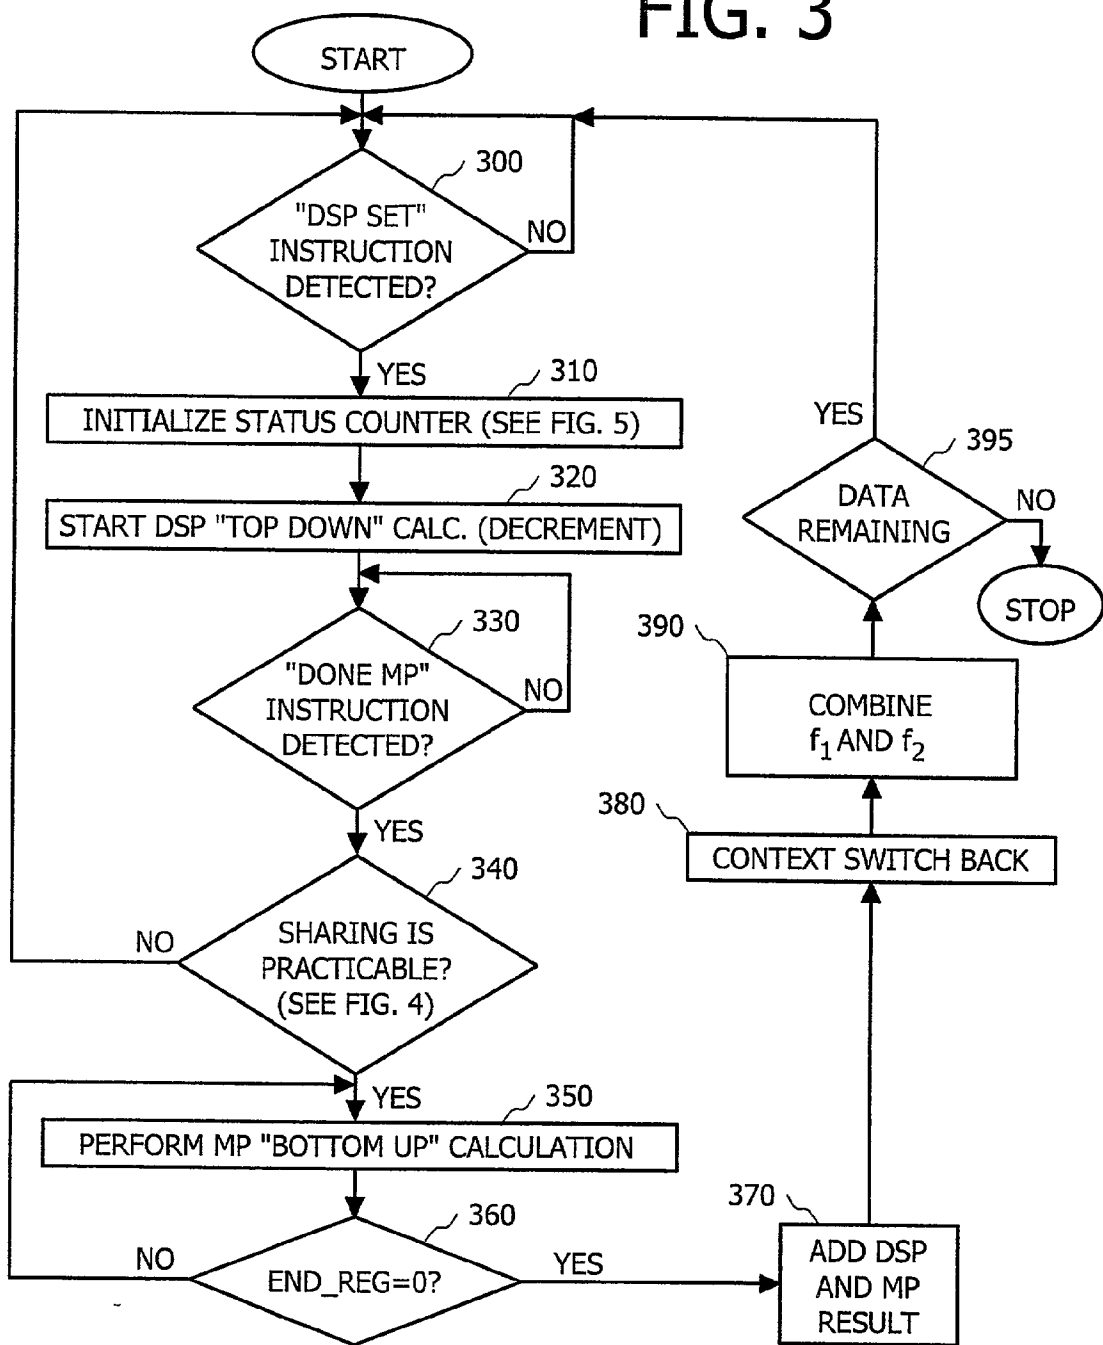 FIG. 3
START
300
"DSP SET"
INSTRUCTION
DETECTED?
NO
YES
310
INITIALIZE STATUS COUNTER (SEE FIG. 5)
320
START DSP "TOP DOWN" CALC. (DECREMENT)
330
"DONE MP"
INSTRUCTION
DETECTED?
NO
YES
340
SHARING IS
PRACTICABLE?
(SEE FIG. 4)
NO
YES
350
PERFORM MP "BOTTOM UP" CALCULATION
360
END_REG=0?
NO
YES
370
ADD DSP
AND MP
RESULT
380
CONTEXT SWITCH BACK
390
COMBINE
f1 AND f2
395
DATA
REMAINING
YES
NO
STOP